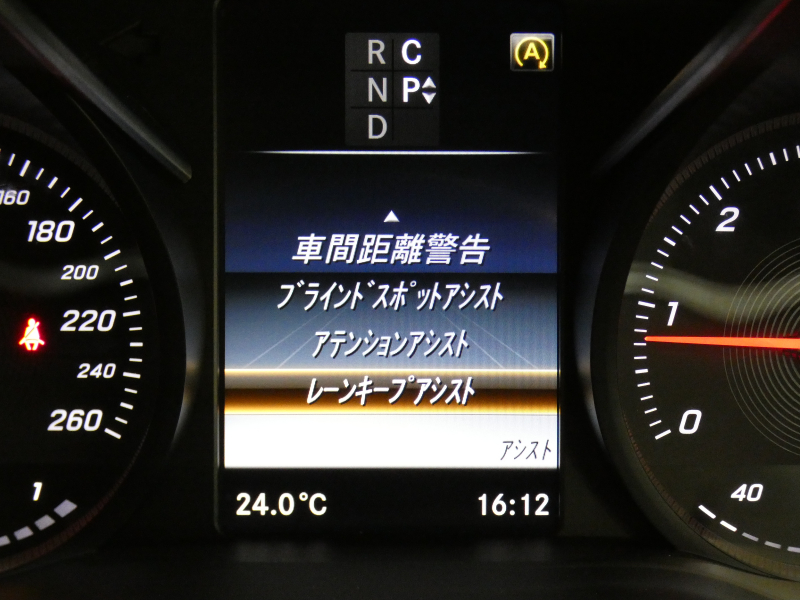 R C
N P
D
A
車間距離警告
ブラインドスポットアシスト
アテンションアシスト
レーンキープアシスト
アシスト
24.0°C 16:12
160
180
200
220
240
260
1
2
1
0
40